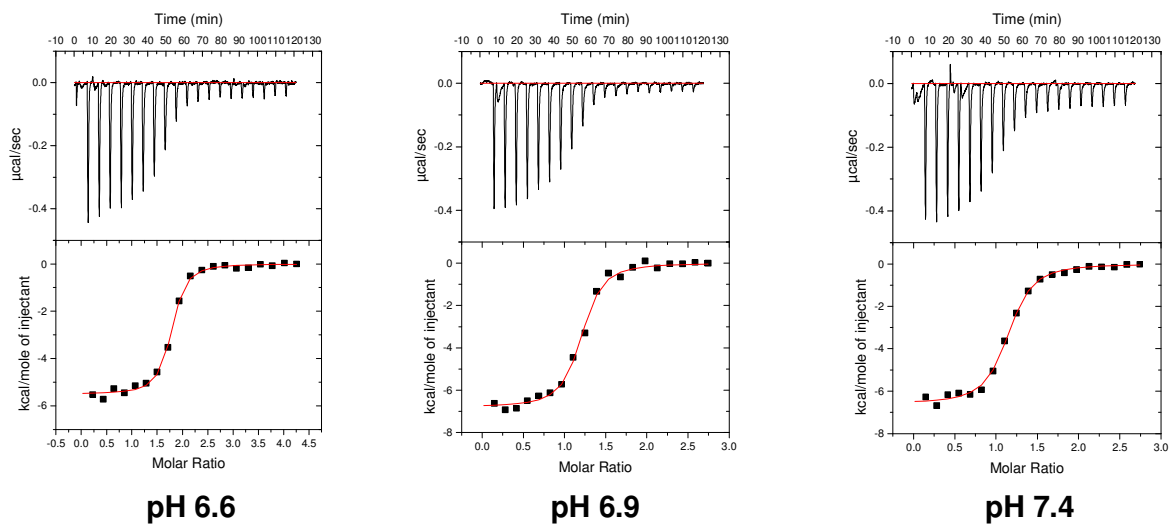 Time (min)
-10 0 10 20 30 40 50 60 70 80 90 100 110 120 130
0.0
-0.2
-0.4
µcal/sec
0
-2
-4
-6
kcal/mole of injectant
-0.5 0.0 0.5 1.0 1.5 2.0 2.5 3.0 3.5 4.0 4.5
Molar Ratio
pH 6.6
Time (min)
-10 0 10 20 30 40 50 60 70 80 90 100 110 120 130
0.0
-0.2
-0.4
µcal/sec
0
-2
-4
-6
-8
kcal/mole of injectant
0.0 0.5 1.0 1.5 2.0 2.5 3.0
Molar Ratio
pH 6.9
Time (min)
-10 0 10 20 30 40 50 60 70 80 90 100 110 120 130
0.0
-0.2
-0.4
µcal/sec
0
-2
-4
-6
-8
kcal/mole of injectant
0.0 0.5 1.0 1.5 2.0 2.5 3.0
Molar Ratio
pH 7.4